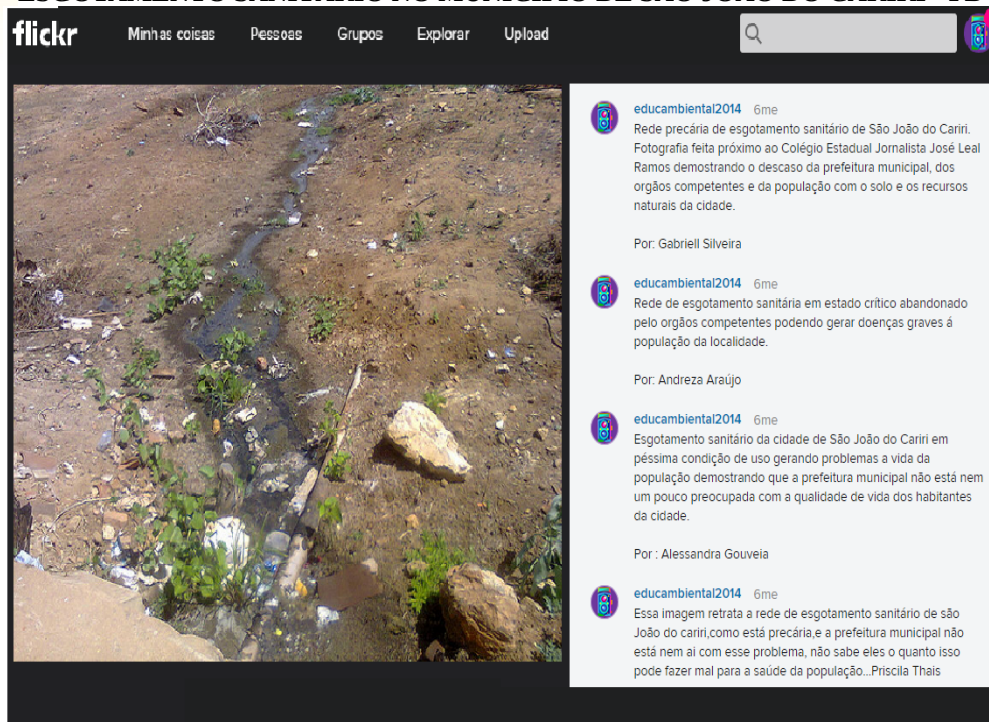 flickr Minhas coisas Pessoas Grupos Explorar Upload
educambiental2014 6me
Rede precária de esgotamento sanitário de São João do Cariri.
Fotografia feita próximo ao Colégio Estadual Jornalista José Leal
Ramos demostrando o descaso da prefeitura municipal, dos
orgãos competentes e da população com o solo e os recursos
naturais da cidade.
Por: Gabriell Silveira
educambiental2014 6me
Rede de esgotamento sanitária em estado crítico abandonado
pelo orgãos competentes podendo gerar doenças graves á
população da localidade.
Por: Andreza Araújo
educambiental2014 6me
Esgotamento sanitário da cidade de São João do Cariri em
péssima condição de uso gerando problemas a vida da
população demostrando que a prefeitura municipal não está nem
um pouco preocupada com a qualidade de vida dos habitantes
da cidade.
Por : Alessandra Gouveia
educambiental2014 6me
Essa imagem retrata a rede de esgotamento sanitário de são
João do cariri,como está precária,e a prefeitura municipal não
está nem ai com esse problema, não sabe eles o quanto isso
pode fazer mal para a saúde da população...Priscila Thais